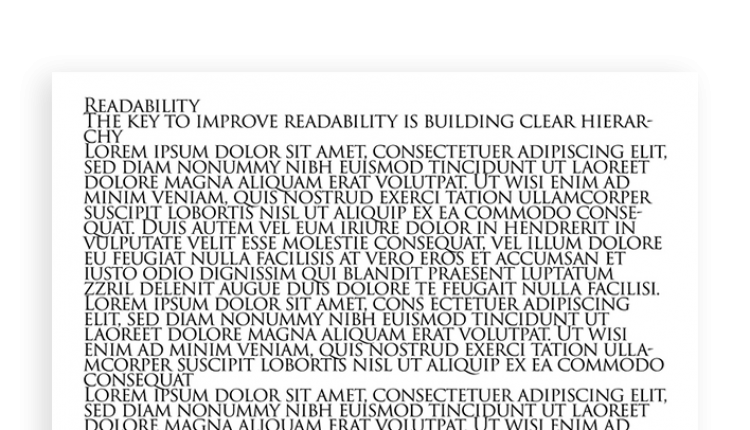 Readability
The key to improve readability is building clear hierar-
chy
Lorem ipsum dolor sit amet, consectetuer adipiscing elit,
sed diam nonummy nibh euismod tincidunt ut laoreet
dolore magna aliquam erat volutpat. Ut wisi enim ad
minim veniam, quis nostrud exerci tation ullamcorper
suscipit lobortis nisl ut aliquip ex ea commodo conse-
quat. Duis autem vel eum iriure dolor in hendrerit in
vulputate velit esse molestie consequat, vel illum dolore
eu feugiat nulla facilisis at vero eros et accumsan et
iusto odio dignissim qui blandit praesent luptatum
zzril delenit augue duis dolore te feugait nulla facilisi.
Lorem ipsum dolor sit amet, cons ectetuer adipiscing
elit, sed diam nonummy nibh euismod tincidunt ut
laoreet dolore magna aliquam erat volutpat. Ut wisi
enim ad minim veniam, quis nostrud exerci tation ulla-
mcorper suscipit lobortis nisl ut aliquip ex ea commodo
consequat
Lorem ipsum dolor sit amet, consectetuer adipiscing elit,
sed diam nonummy nibh euismod tincidunt ut laoreet
dolore magna aliquam erat volutpat. Ut wisi enim ad